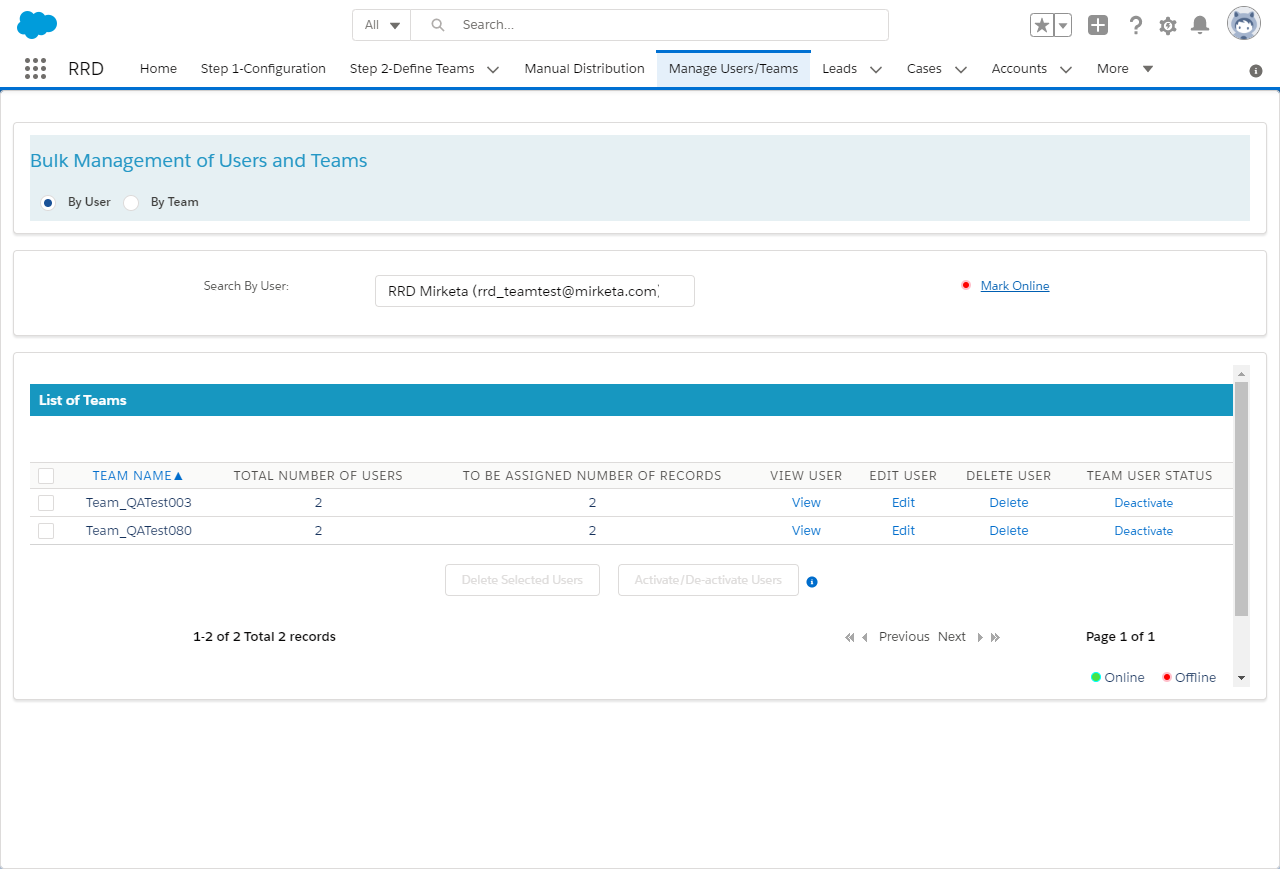 All Search...
RRD Home Step 1-Configuration Step 2-Define Teams Manual Distribution Manage Users/Teams Leads Cases Accounts More
Bulk Management of Users and Teams
By User By Team
Search By User: RRD Mirketa (rrd_teamtest@mirketa.com) Mark Online
List of Teams
TEAM NAME▲ TOTAL NUMBER OF USERS TO BE ASSIGNED NUMBER OF RECORDS VIEW USER EDIT USER DELETE USER TEAM USER STATUS
Team_QATest003 2 2 View Edit Delete Deactivate
Team_QATest080 2 2 View Edit Delete Deactivate
Delete Selected Users Activate/De-activate Users
1-2 of 2 Total 2 records Previous Next Page 1 of 1
Online Offline